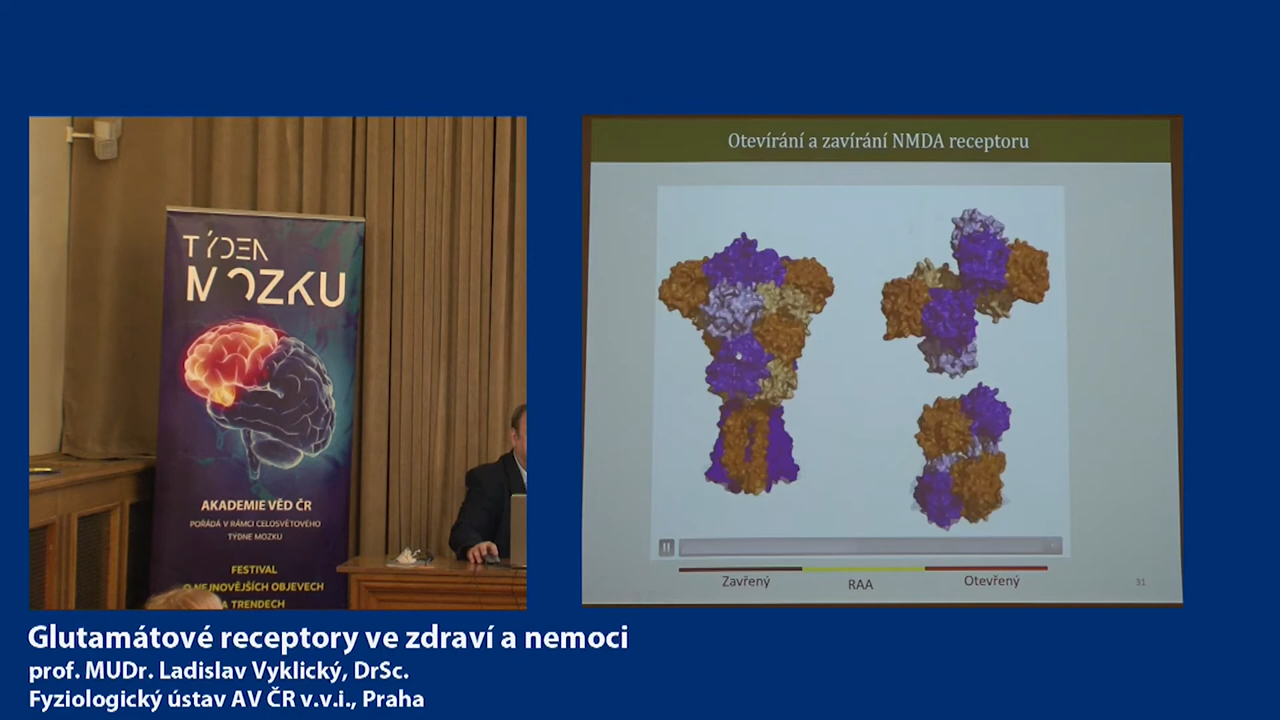 TÝDEN
MOZKU
AKADEMIE VĚD ČR
POŘÁDÁ V RÁMCI CELOSVĚTOVÉHO
TÝDNE MOZKU
FESTIVAL
O NEJNOVĚJŠÍCH OBJEVECH
A TRENDECH
Otevírání a zavírání NMDA receptoru
Zavřený
RAA
Otevřený
31
Glutamátové receptory ve zdraví a nemoci
prof. MUDr. Ladislav Vyklický, DrSc.
Fyziologický ústav AV ČR v.v.i., Praha